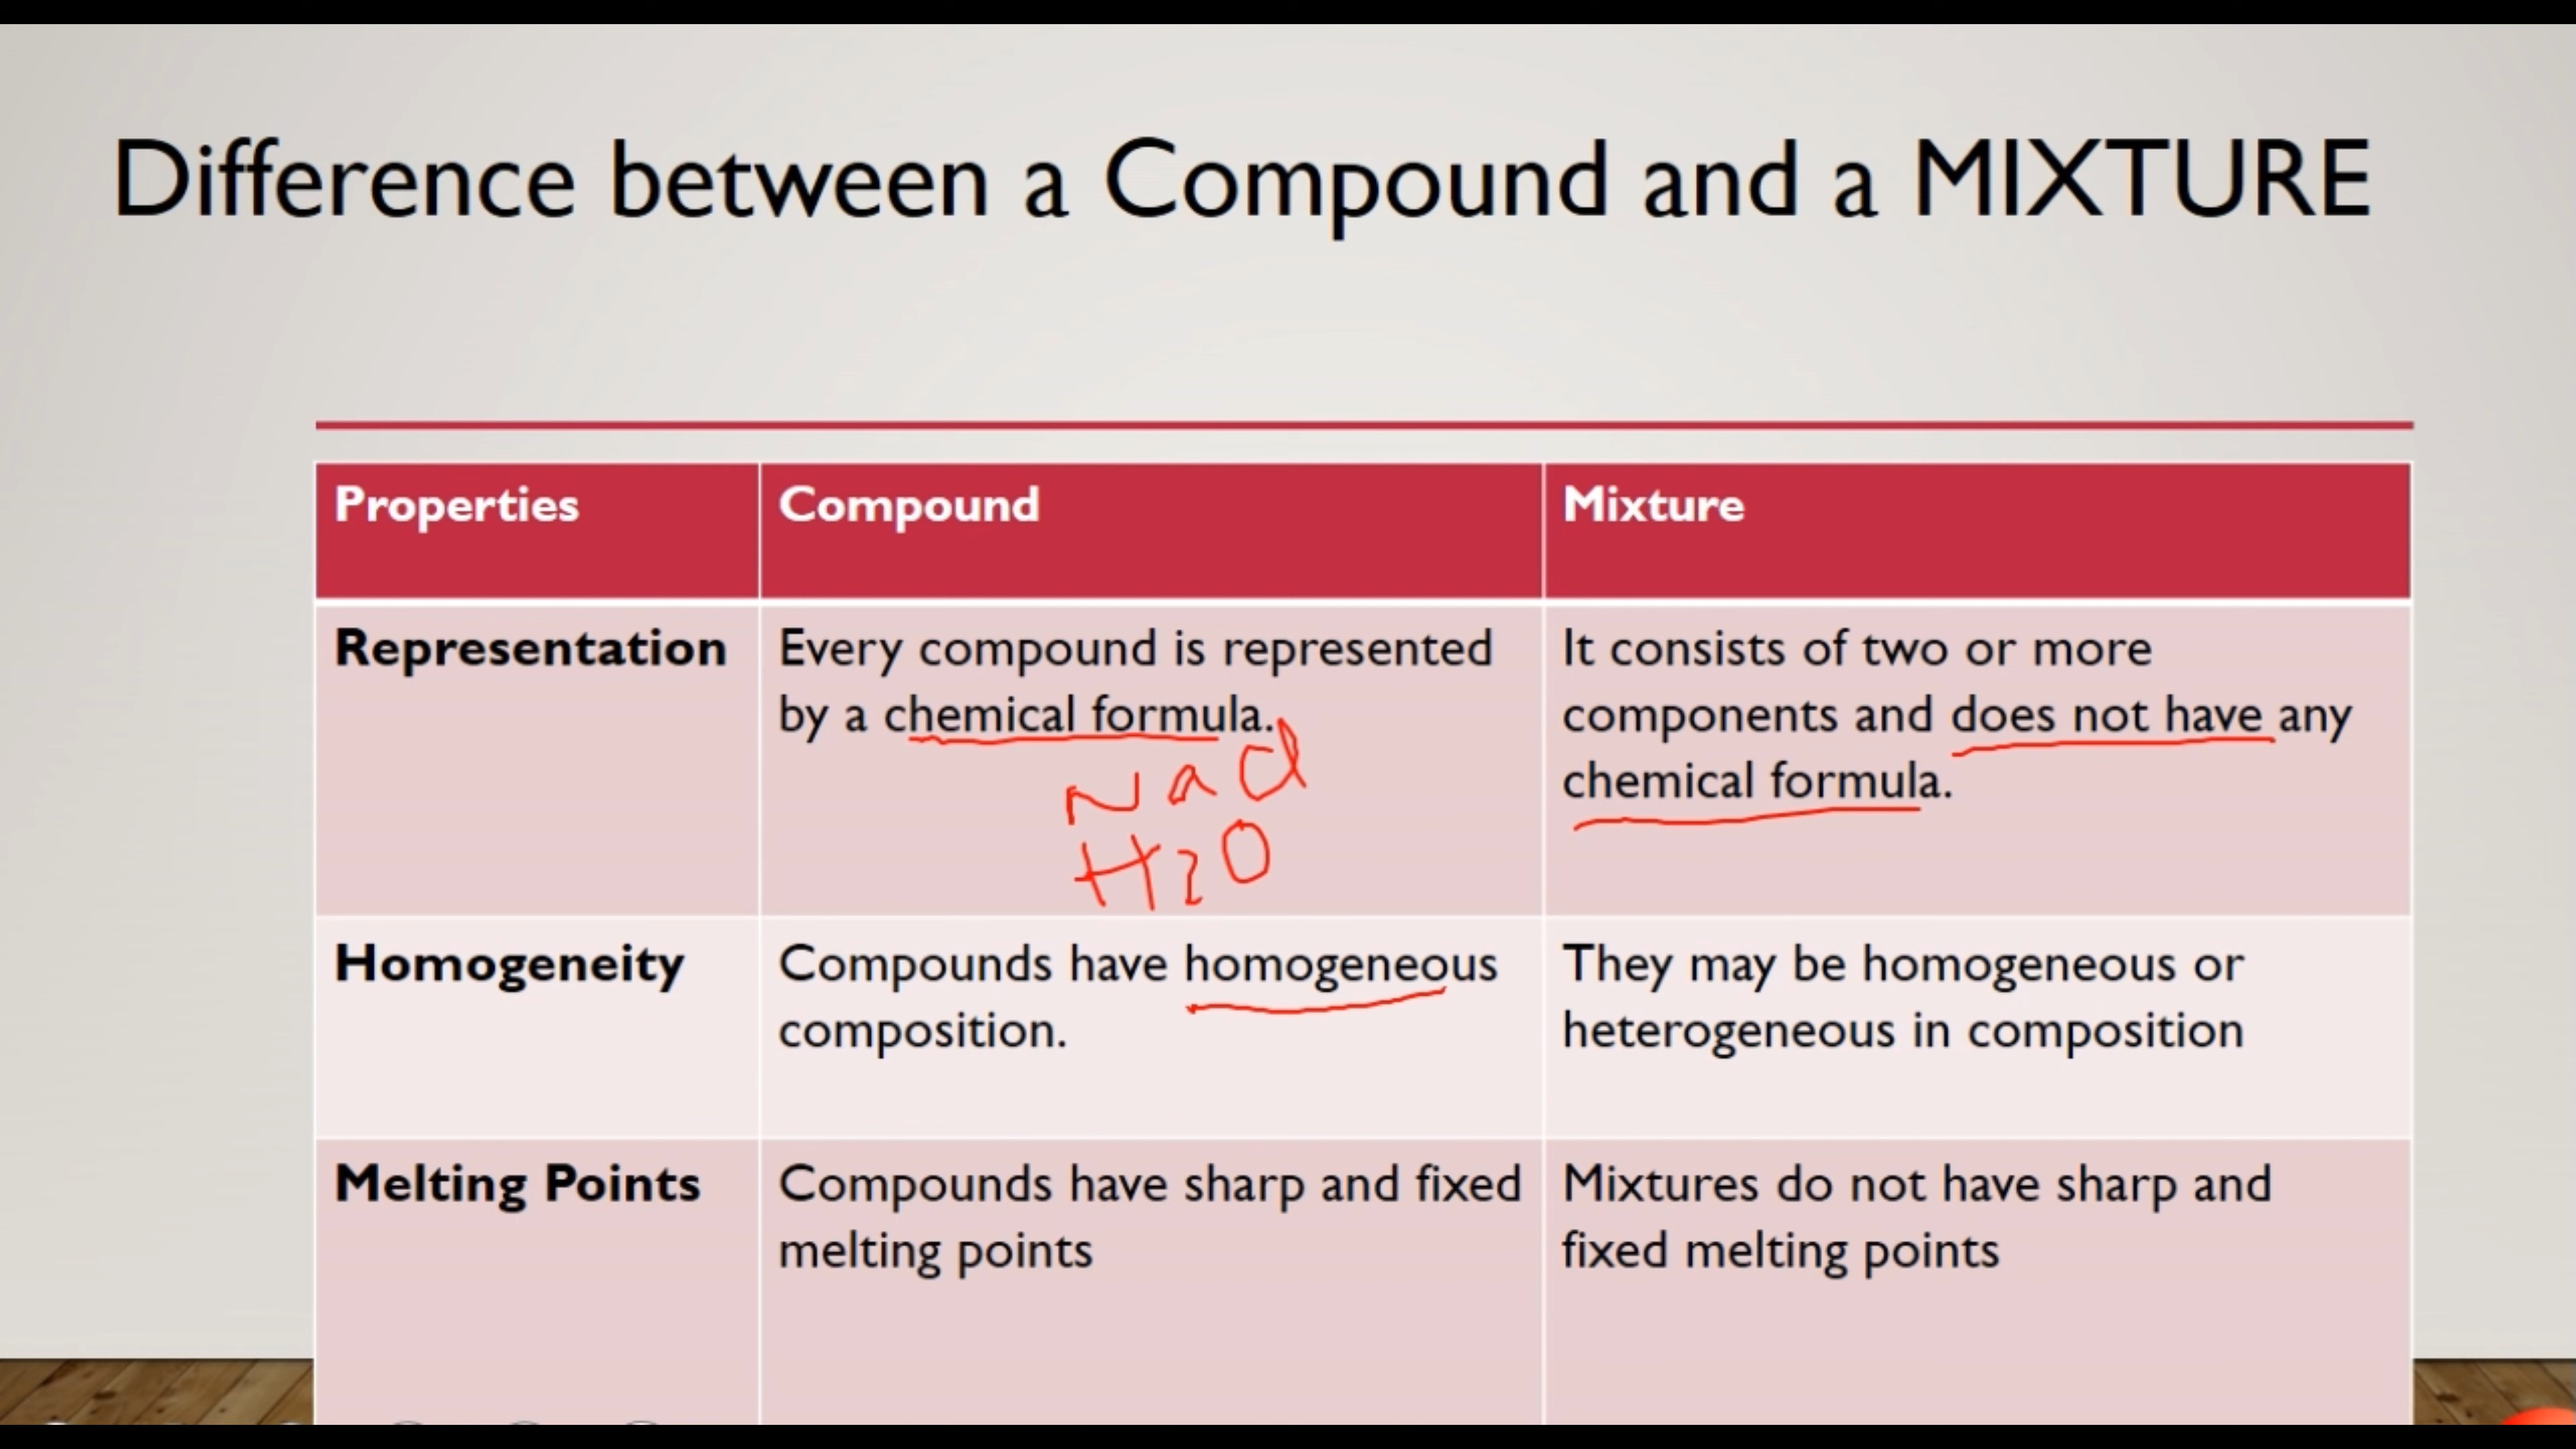 Difference between a Compound and a MIXTURE
Properties
Compound
Mixture
Representation
Every compound is represented
by a chemical formula.
NaCl
H2O
It consists of two or more
components and does not have any
chemical formula.
Homogeneity
Compounds have homogeneous
composition.
They may be homogeneous or
heterogeneous in composition
Melting Points
Compounds have sharp and fixed
melting points
Mixtures do not have sharp and
fixed melting points